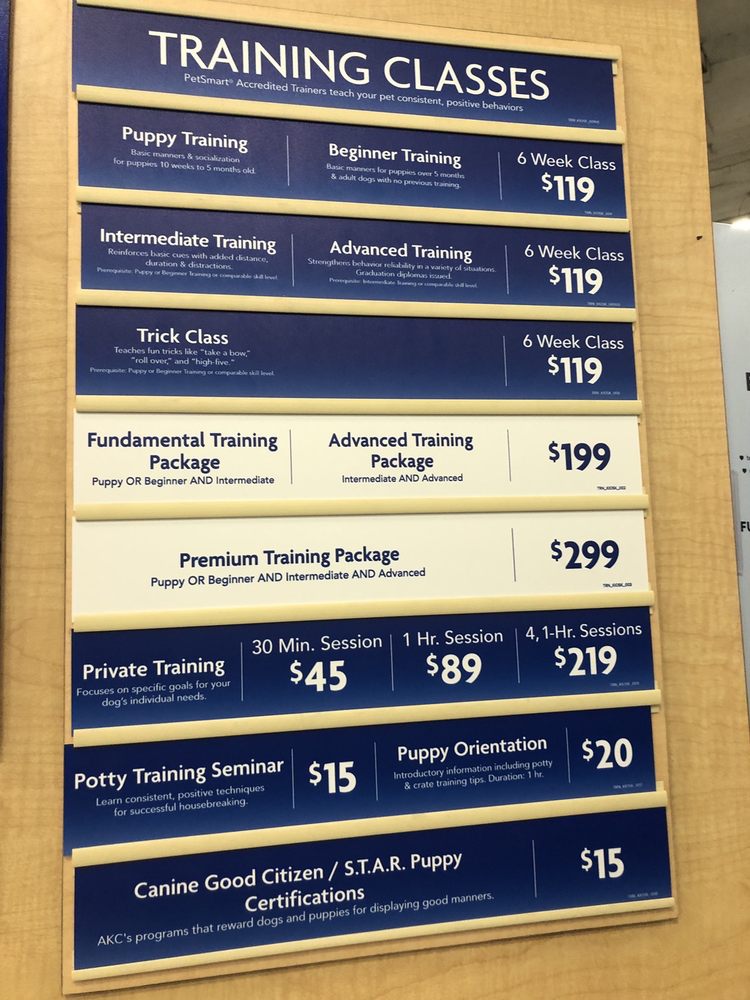 TRAINING CLASSES
PetSmart® Accredited Trainers teach your pet consistent, positive behaviors
Puppy Training
Basic manners & socialization
for puppies 10 weeks to 5 months old.
Beginner Training
Basic manners for puppies over 5 months
& adult dogs with no previous training.
6 Week Class
$119
Intermediate Training
Reinforces basic cues with added distance,
duration & distractions.
Prerequisite: Puppy or Beginner Training or comparable skill level.
Advanced Training
Strengthens behavior reliability in a variety of situations.
Graduation diplomas issued.
Prerequisite: Intermediate Training or comparable skill level.
6 Week Class
$119
Trick Class
Teaches fun tricks like "take a bow,"
"roll over," and "high-five."
Prerequisite: Puppy or Beginner Training or comparable skill level.
6 Week Class
$119
Fundamental Training
Package
Puppy OR Beginner AND Intermediate
Advanced Training
Package
Intermediate AND Advanced
$199
Premium Training Package
Puppy OR Beginner AND Intermediate AND Advanced
$299
Private Training
Focuses on specific goals for your
dog's individual needs.
30 Min. Session
$45
1 Hr. Session
$89
4, 1-Hr. Sessions
$219
Potty Training Seminar
Learn consistent, positive techniques
for successful housebreaking.
$15
Puppy Orientation
Introductory information including potty
& crate training tips. Duration: 1 hr.
$20
Canine Good Citizen / S.T.A.R. Puppy
Certifications
AKC's programs that reward dogs and puppies for displaying good manners.
$15